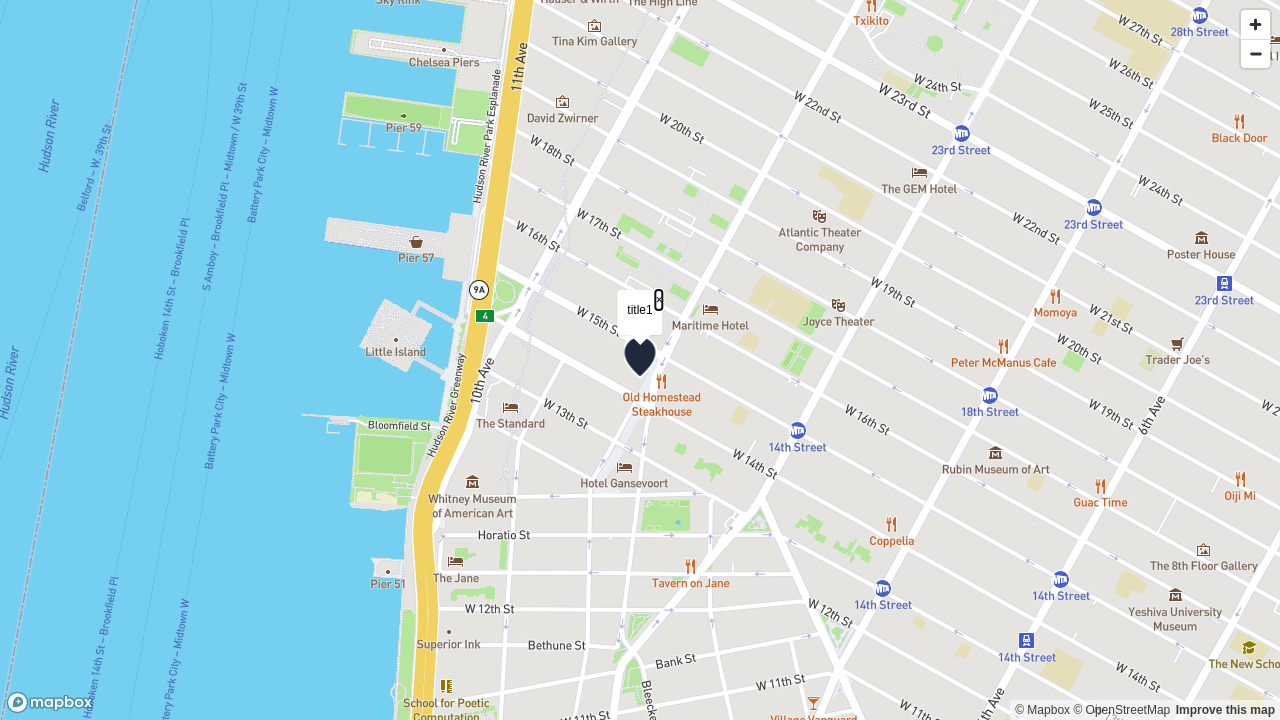 Sky Rink
Hauser & Wirth
The High Line
Txikito
28th Street
W 27th St
Tina Kim Gallery
Chelsea Piers
11th Ave
W 26th St
W 24th St
W 23rd St
W 22nd St
W 25th St
David Zwirner
Pier 59
Hudson River
Belford – W. 39th St
S Amboy – Brookfield Pl – Midtown / W 39th St
Battery Park City – Midtown W
Hudson River Park Esplanade
W 20th St
W 18th St
23rd Street
Black Door
The GEM Hotel
W 24th St
W 17th St
W 16th St
Atlantic Theater
Company
W 22nd St
23rd Street
Poster House
Pier 57
Hoboken 14th St – Brookfield Pl
9A
4
W 19th St
23rd Street
title1
×
W 15th St
Maritime Hotel
Joyce Theater
Momoya
W 21st St
W 20th St
Trader Joe's
Little Island
Hudson River
Battery Park City – Midtown W
Hudson River Greenway
10th Ave
Peter McManus Cafe
Old Homestead
Steakhouse
18th Street
W 19th St
6th Ave
The Standard
W 13th St
Bloomfield St
W 16th St
14th Street
W 14th St
Rubin Museum of Art
Hotel Gansevoort
Whitney Museum
of American Art
Guac Time
Oiji Mi
Horatio St
Coppelia
The 8th Floor Gallery
Pier 51
The Jane
Tavern on Jane
14th Street
14th Street
Yeshiva University
Museum
Hoboken 14th St – Brookfield Pl
Battery Park City – Midtown W
W 12th St
W 12th St
Superior Ink
Bethune St
Bank St
14th Street
The New Scho
W 14th St
W 11th St
School for Poetic
Computation
W 11th St
W 11th
Village Vanguard
mapbox
© Mapbox © OpenStreetMap Improve this map